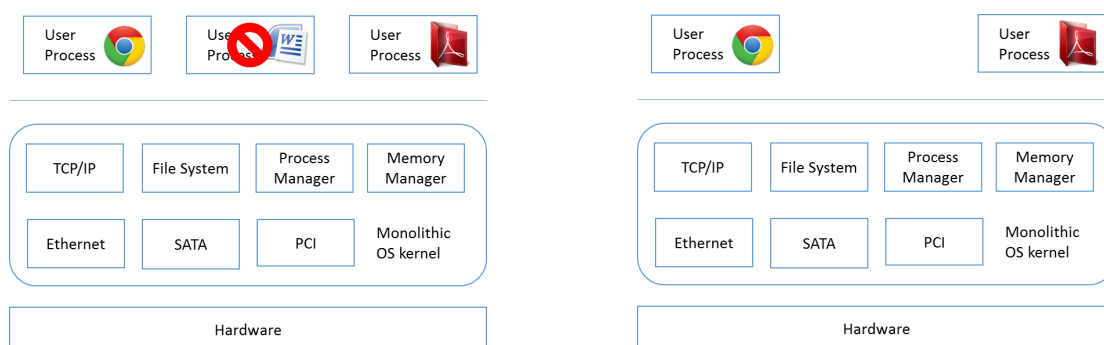 User
Process
User
Process
W
User
Process
TCP/IP
File System
Process
Manager
Memory
Manager
Ethernet
SATA
PCI
Monolithic
OS kernel
Hardware
User
Process
User
Process
TCP/IP
File System
Process
Manager
Memory
Manager
Ethernet
SATA
PCI
Monolithic
OS kernel
Hardware